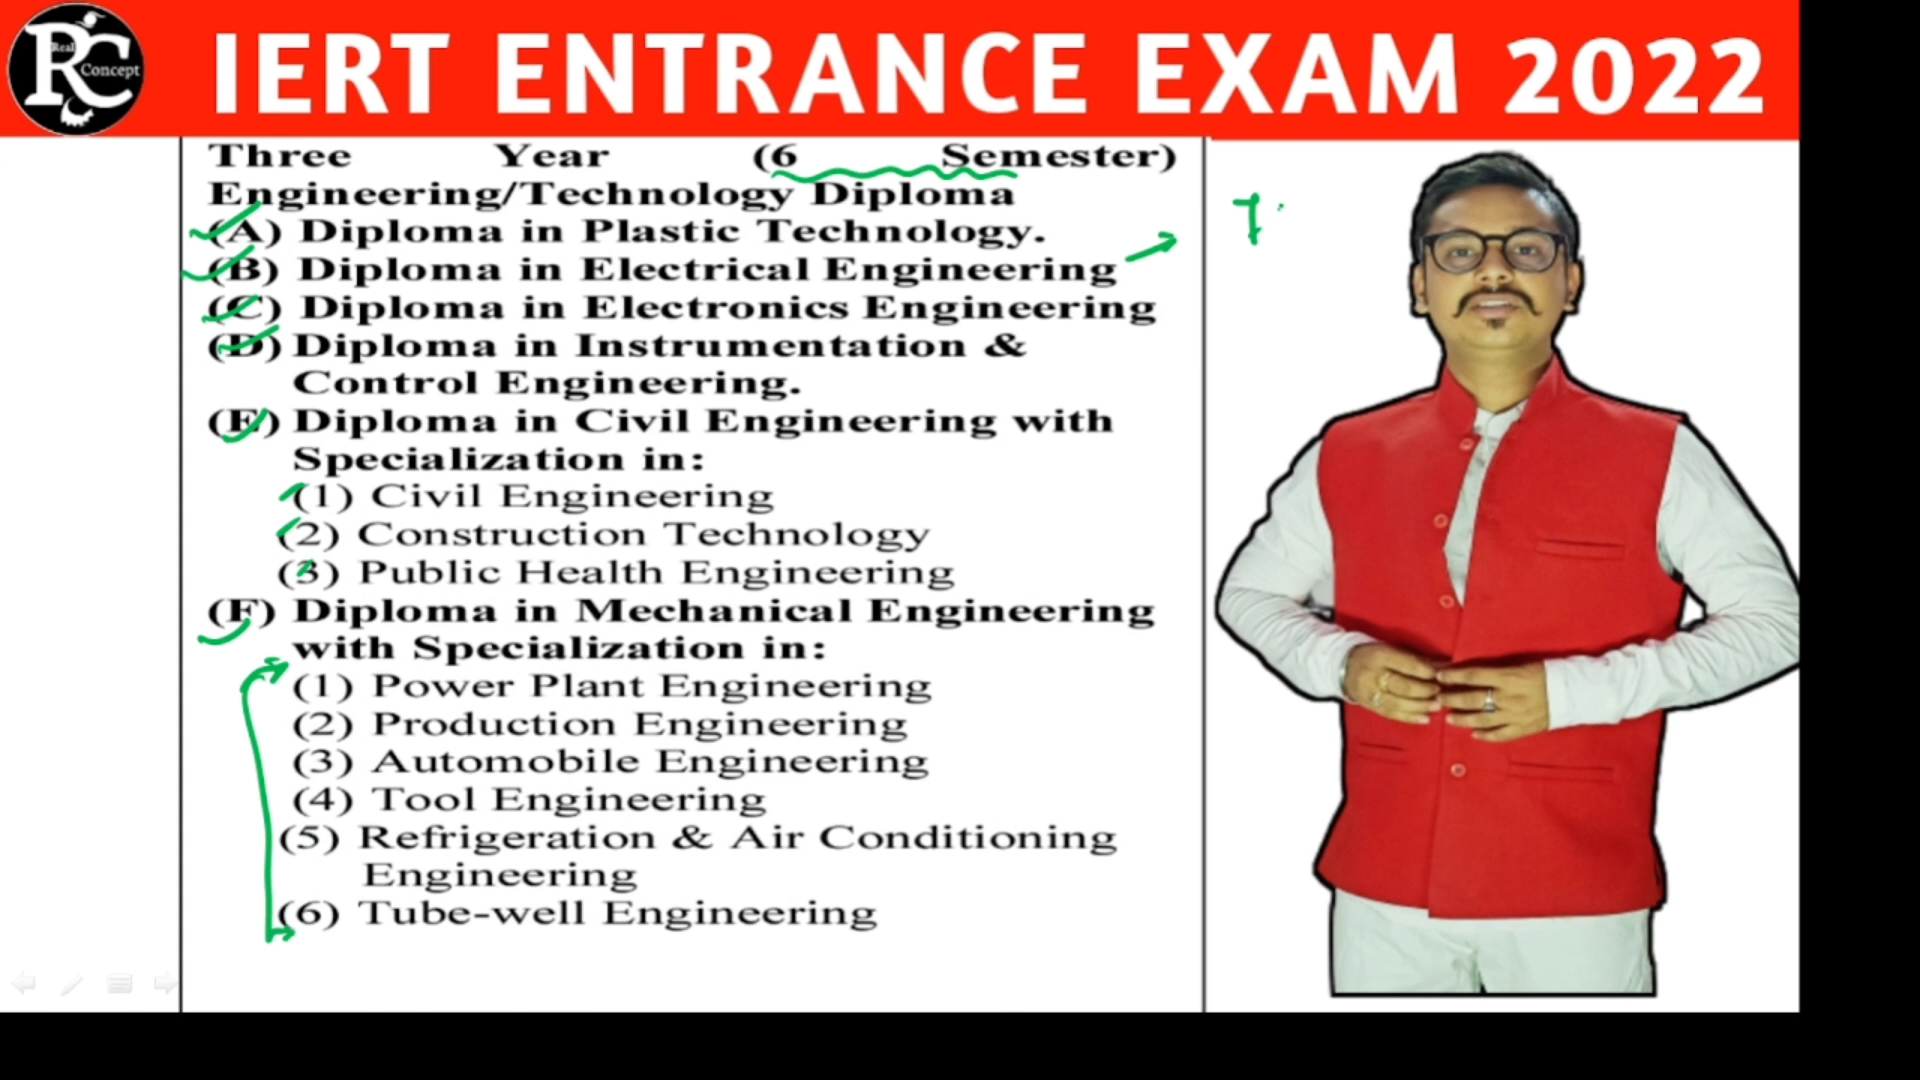 Real
RC
Concept
IERT ENTRANCE EXAM 2022
Three Year (6 Semester)
Engineering/Technology Diploma
(A) Diploma in Plastic Technology.
(B) Diploma in Electrical Engineering
(C) Diploma in Electronics Engineering
(D) Diploma in Instrumentation &
Control Engineering.
(E) Diploma in Civil Engineering with
Specialization in:
(1) Civil Engineering
(2) Construction Technology
(3) Public Health Engineering
(F) Diploma in Mechanical Engineering
with Specialization in:
(1) Power Plant Engineering
(2) Production Engineering
(3) Automobile Engineering
(4) Tool Engineering
(5) Refrigeration & Air Conditioning
Engineering
(6) Tube-well Engineering